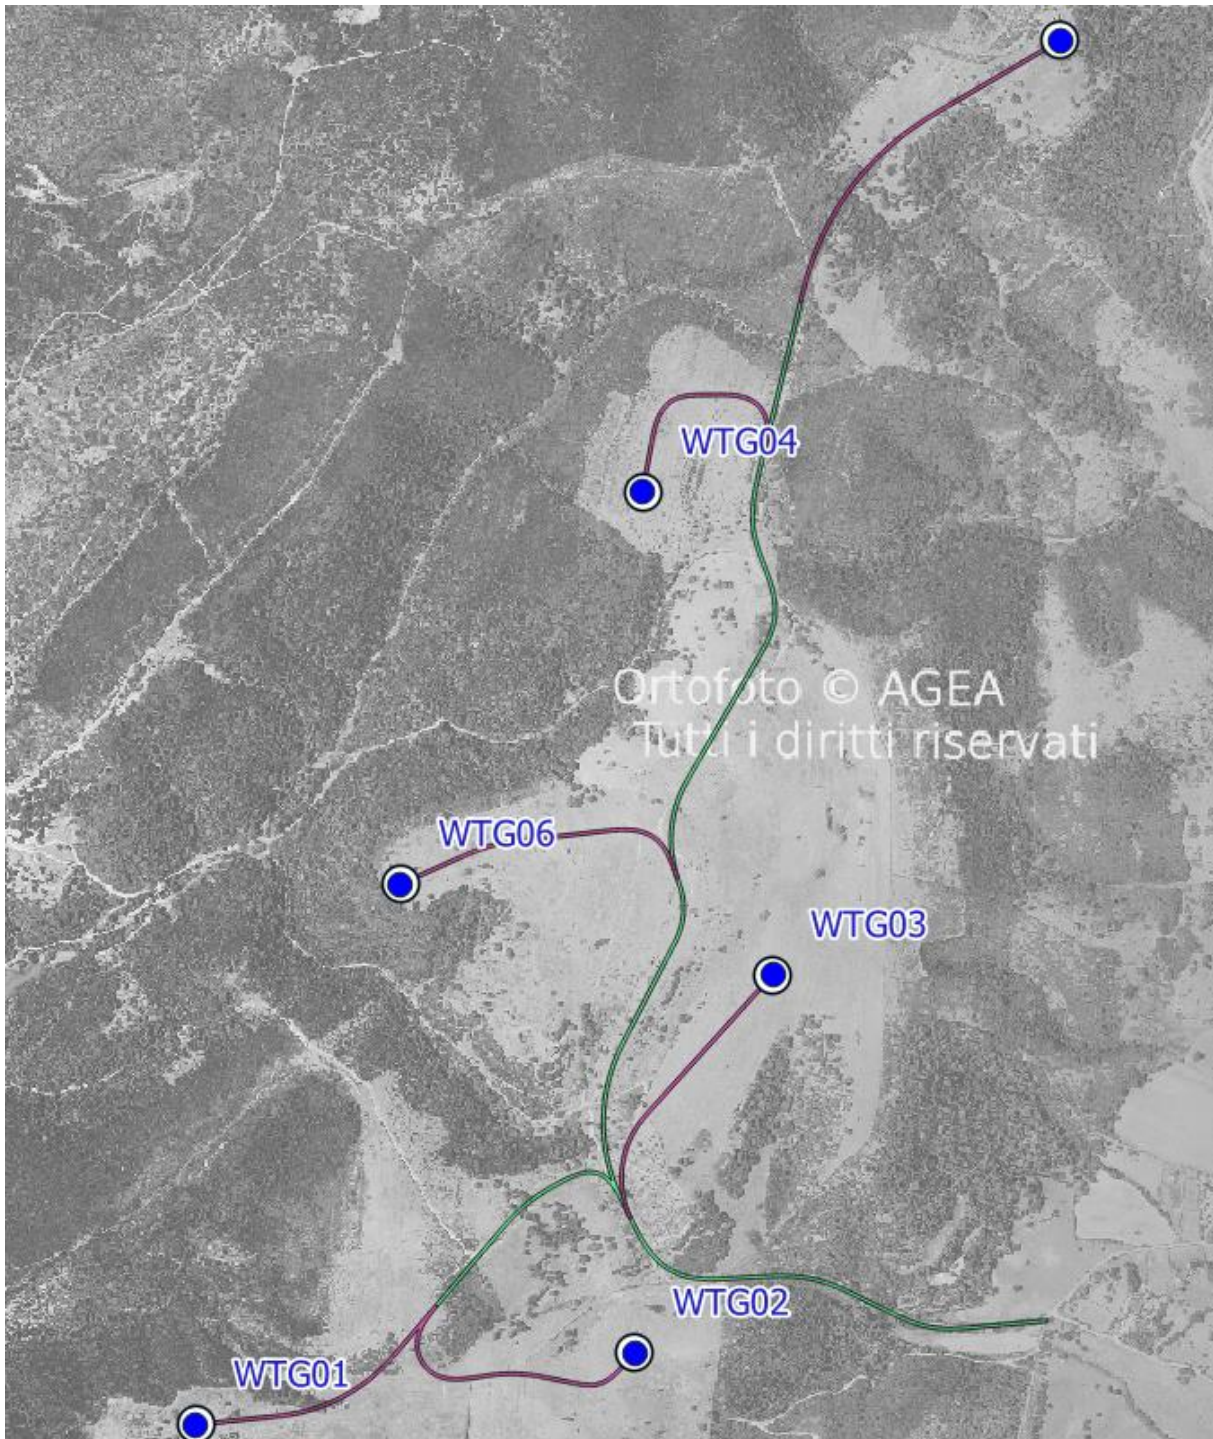 WTG04
Ortofoto © AGEA
Tutti i diritti riservati
WTG06
WTG03
WTG02
WTG01